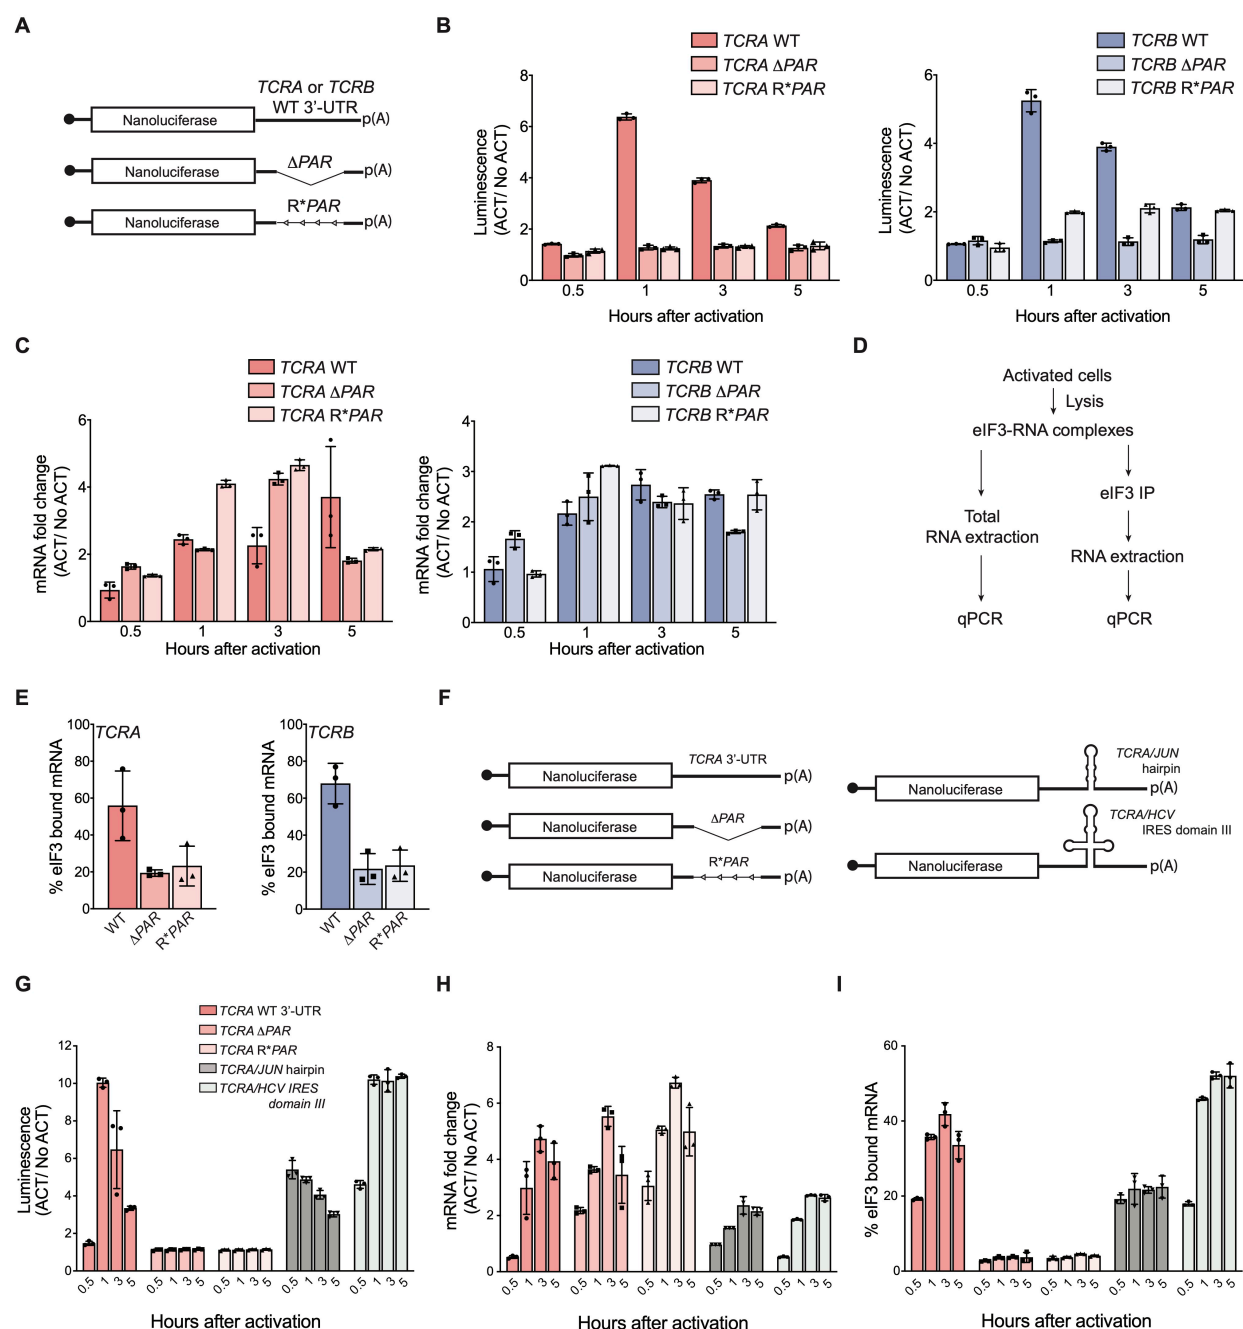 A
TCRA or TCRB
WT 3'-UTR
Nanoluciferase
p(A)
ΔPAR
Nanoluciferase
p(A)
R*PAR
Nanoluciferase
p(A)
B
TCRA WT
TCRA ΔPAR
TCRA R*PAR
Luminescence
(ACT/ No ACT)
8
6
4
2
0
0.5 1 3 5
Hours after activation
TCRB WT
TCRB ΔPAR
TCRB R*PAR
Luminescence
(ACT/ No ACT)
6
4
2
0
0.5 1 3 5
Hours after activation
C
TCRA WT
TCRA ΔPAR
TCRA R*PAR
mRNA fold change
(ACT/ No ACT)
6
4
2
0
0.5 1 3 5
Hours after activation
TCRB WT
TCRB ΔPAR
TCRB R*PAR
mRNA fold change
(ACT/ No ACT)
4
3
2
1
0
0.5 1 3 5
Hours after activation
D
Activated cells
Lysis
eIF3-RNA complexes
eIF3 IP
Total
RNA extraction
RNA extraction
qPCR
qPCR
E
TCRA
% eIF3 bound mRNA
100
80
60
40
20
0
WT ΔPAR R*PAR
TCRB
% eIF3 bound mRNA
100
80
60
40
20
0
WT ΔPAR R*PAR
F
TCRA 3'-UTR
Nanoluciferase
p(A)
ΔPAR
Nanoluciferase
p(A)
R*PAR
Nanoluciferase
p(A)
TCRA/JUN
hairpin
Nanoluciferase
p(A)
TCRA/HCV
IRES domain III
Nanoluciferase
p(A)
G
TCRA WT 3'-UTR
TCRA ΔPAR
TCRA R*PAR
TCRA/JUN hairpin
TCRA/HCV IRES
domain III
Luminescence
(ACT/ No ACT)
12
10
8
6
4
2
0
0.5 1 3 5 0.5 1 3 5 0.5 1 3 5 0.5 1 3 5 0.5 1 3 5
Hours after activation
H
mRNA fold change
(ACT/ No ACT)
8
6
4
2
0
0.5 1 3 5 0.5 1 3 5 0.5 1 3 5 0.5 1 3 5 0.5 1 3 5
Hours after activation
I
% eIF3 bound mRNA
60
40
20
0
0.5 1 3 5 0.5 1 3 5 0.5 1 3 5 0.5 1 3 5 0.5 1 3 5
Hours after activation